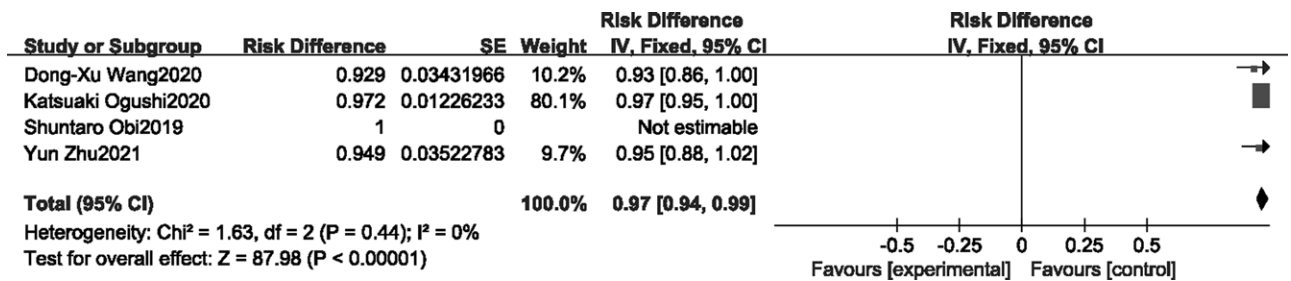 Risk Difference Risk Difference
Study or Subgroup Risk Difference SE Weight IV, Fixed, 95% CI IV, Fixed, 95% CI
Dong-Xu Wang2020 0.929 0.03431966 10.2% 0.93 [0.86, 1.00]
Katsuaki Ogushi2020 0.972 0.01226233 80.1% 0.97 [0.95, 1.00]
Shuntaro Obi2019 1 0 Not estimable
Yun Zhu2021 0.949 0.03522783 9.7% 0.95 [0.88, 1.02]
Total (95% CI) 100.0% 0.97 [0.94, 0.99]
Heterogeneity: Chi² = 1.63, df = 2 (P = 0.44); I² = 0%
Test for overall effect: Z = 87.98 (P < 0.00001)
-0.5 -0.25 0 0.25 0.5
Favours [experimental] Favours [control]